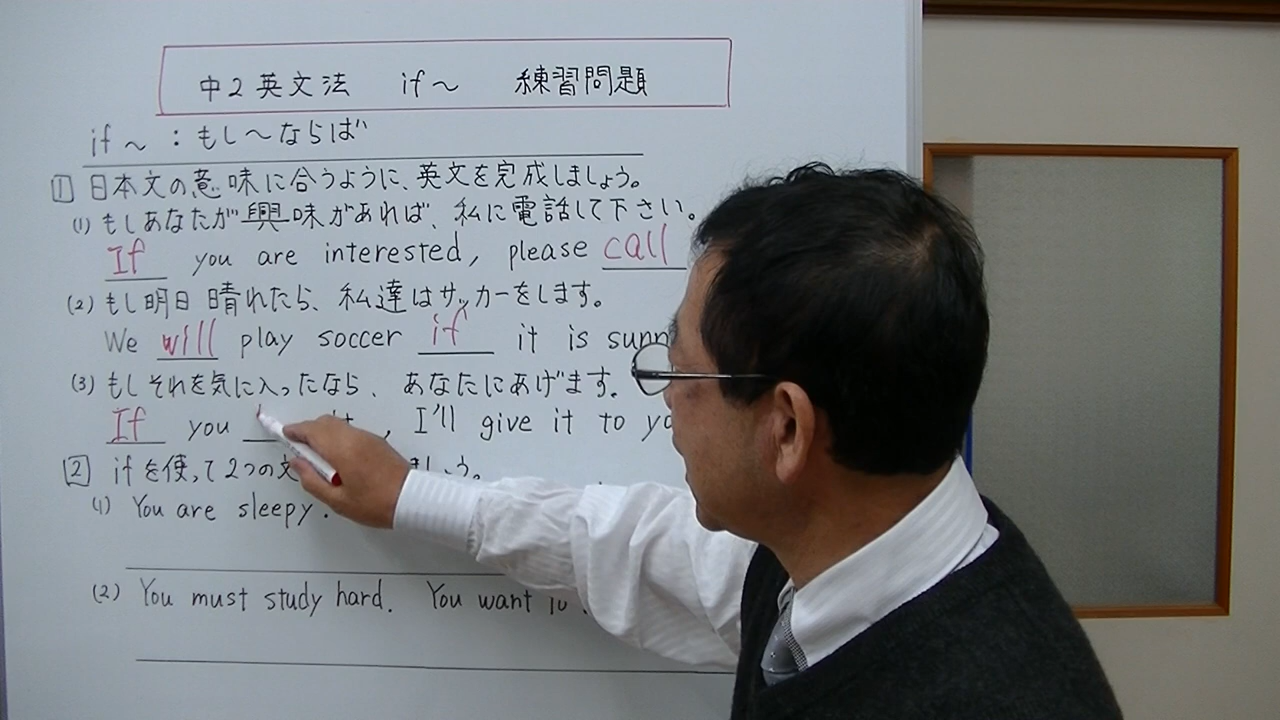 中2英文法 if～ 練習問題
if～：もし～ならば
1 日本文の意味に合うように、英文を完成しましょう。
(1) もしあなたが興味があれば、私に電話して下さい。
If you are interested, please call
(2) もし明日晴れたら、私達はサッカーをします。
We will play soccer if it is
(3) もしそれを気に入ったなら、あなたにあげます。
If you , I'll give it to
2 ifを使って2つの文 ましょう。
(1) You are sleepy.
(2) You must study hard. You want